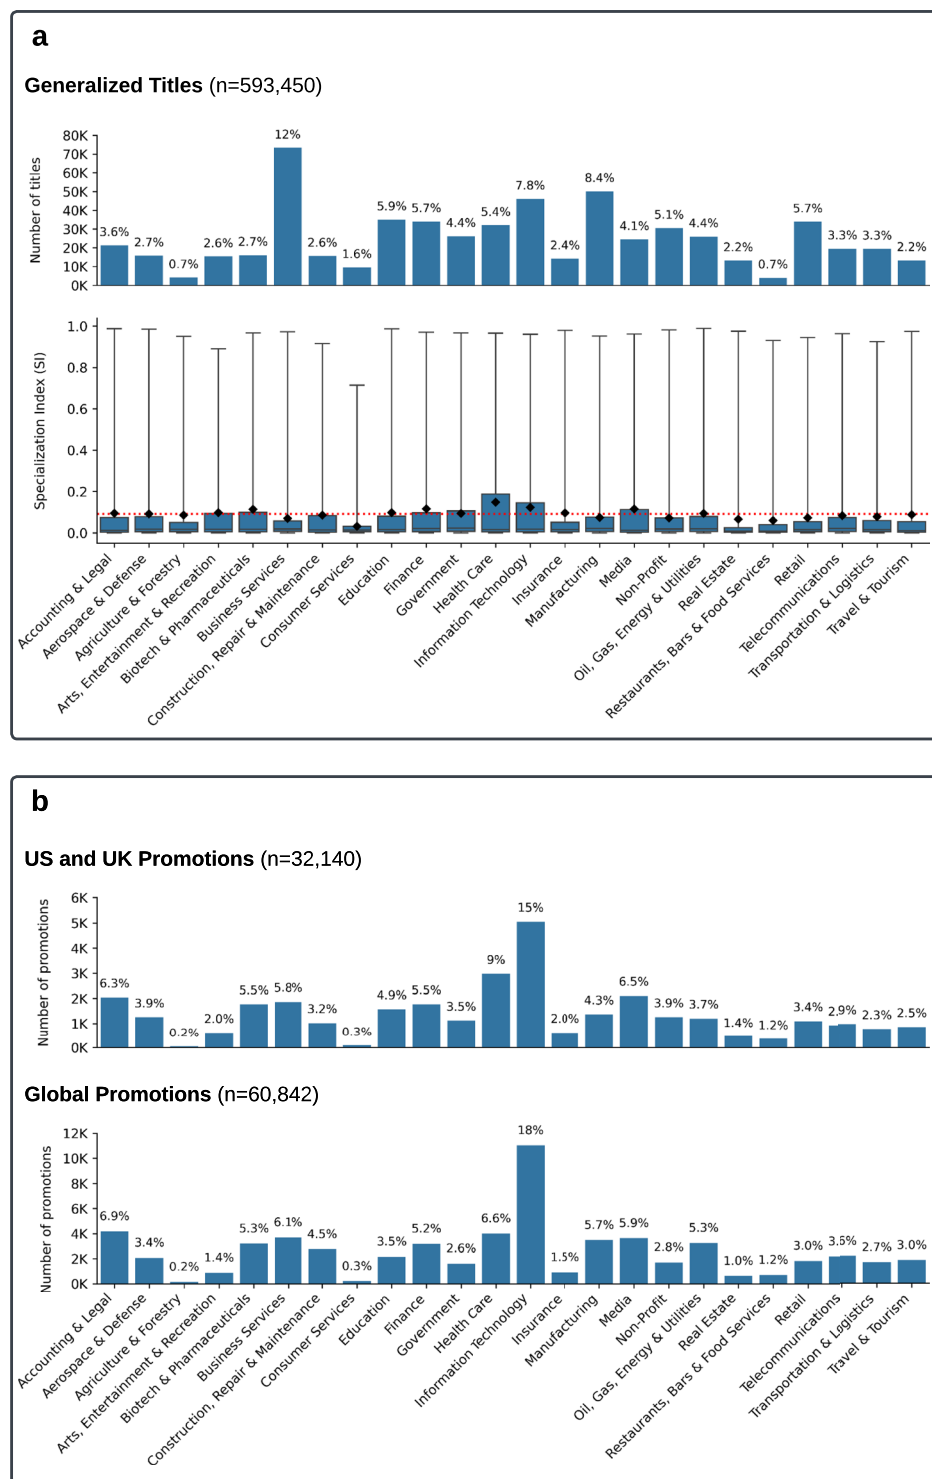 a
Generalized Titles (n=593,450)
Number of titles
80K
70K
60K
50K
40K
30K
20K
10K
0K
3.6%
2.7%
0.7%
2.6%
2.7%
12%
2.6%
1.6%
5.9%
5.7%
4.4%
5.4%
7.8%
2.4%
8.4%
4.1%
5.1%
4.4%
2.2%
0.7%
5.7%
3.3%
3.3%
2.2%
Specialization Index (SI)
1.0
0.8
0.6
0.4
0.2
0.0
Accounting & Legal
Aerospace & Defense
Agriculture & Forestry
Arts, Entertainment & Recreation
Biotech & Pharmaceuticals
Business Services
Construction, Repair & Maintenance
Consumer Services
Education
Finance
Government
Health Care
Information Technology
Insurance
Manufacturing
Media
Non-Profit
Oil, Gas, Energy & Utilities
Real Estate
Restaurants, Bars & Food Services
Retail
Telecommunications
Transportation & Logistics
Travel & Tourism
b
US and UK Promotions (n=32,140)
Number of promotions
6K
5K
4K
3K
2K
1K
0K
6.3%
3.9%
0.2%
2.0%
5.5%
5.8%
3.2%
0.3%
4.9%
5.5%
3.5%
9%
15%
2.0%
4.3%
6.5%
3.9%
3.7%
1.4%
1.2%
3.4%
2.9%
2.3%
2.5%
Global Promotions (n=60,842)
Number of promotions
12K
10K
8K
6K
4K
2K
0K
6.9%
3.4%
0.2%
1.4%
5.3%
6.1%
4.5%
0.3%
3.5%
5.2%
2.6%
6.6%
18%
1.5%
5.7%
5.9%
2.8%
5.3%
1.0%
1.2%
3.0%
3.5%
2.7%
3.0%
Accounting & Legal
Aerospace & Defense
Agriculture & Forestry
Arts, Entertainment & Recreation
Biotech & Pharmaceuticals
Business Services
Construction, Repair & Maintenance
Consumer Services
Education
Finance
Government
Health Care
Information Technology
Insurance
Manufacturing
Media
Non-Profit
Oil, Gas, Energy & Utilities
Real Estate
Restaurants, Bars & Food Services
Retail
Telecommunications
Transportation & Logistics
Travel & Tourism